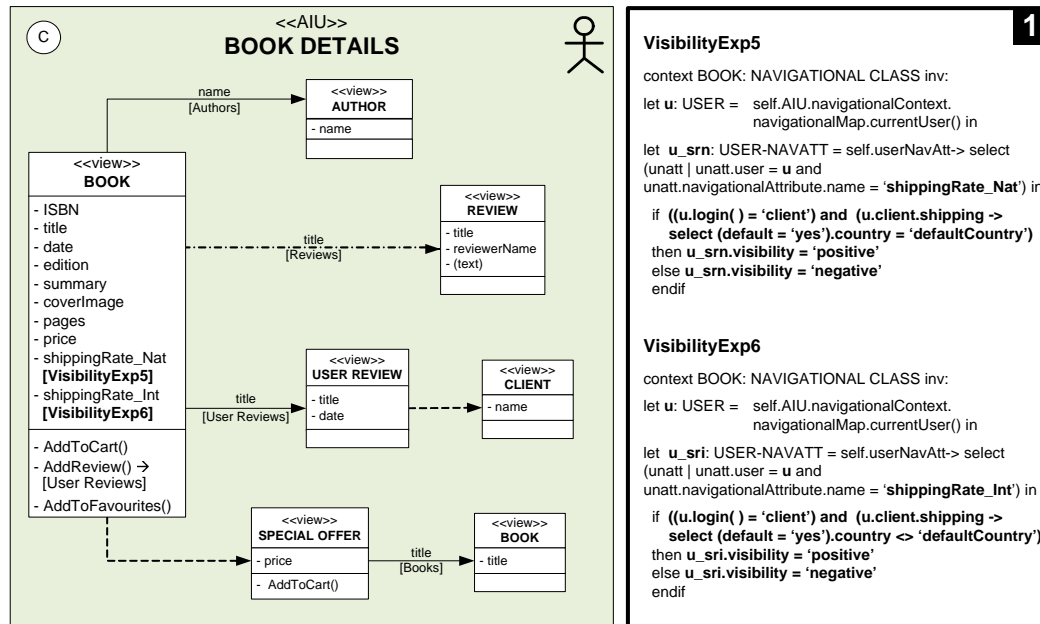 C
<<AIU>>
BOOK DETAILS
name
[Authors]
<<view>>
AUTHOR
- name
<<view>>
BOOK
- ISBN
- title
- date
- edition
- summary
- coverImage
- pages
- price
- shippingRate_Nat
[VisibilityExp5]
- shippingRate_Int
[VisibilityExp6]
- AddToCart()
- AddReview() →
[User Reviews]
- AddToFavourites()
title
[Reviews]
<<view>>
REVIEW
- title
- reviewerName
- (text)
title
[User Reviews]
<<view>>
USER REVIEW
- title
- date
<<view>>
CLIENT
- name
<<view>>
SPECIAL OFFER
- price
- AddToCart()
title
[Books]
<<view>>
BOOK
- title
1
VisibilityExp5
context BOOK: NAVIGATIONAL CLASS inv:
let u: USER = self.AIU.navigationalContext.
navigationalMap.currentUser() in
let u_srn: USER-NAVATT = self.userNavAtt-> select
(unatt | unatt.user = u and
unatt.navigationalAttribute.name = ‘shippingRate_Nat’) in
if ((u.login( ) = ‘client’) and (u.client.shipping ->
select (default = ‘yes’).country = ‘defaultCountry’)
then u_srn.visibility = ‘positive’
else u_srn.visibility = ‘negative’
endif
VisibilityExp6
context BOOK: NAVIGATIONAL CLASS inv:
let u: USER = self.AIU.navigationalContext.
navigationalMap.currentUser() in
let u_sri: USER-NAVATT = self.userNavAtt-> select
(unatt | unatt.user = u and
unatt.navigationalAttribute.name = ‘shippingRate_Int’) in
if ((u.login( ) = ‘client’) and (u.client.shipping ->
select (default = ‘yes’).country <> ‘defaultCountry’)
then u_sri.visibility = ‘positive’
else u_sri.visibility = ‘negative’
endif